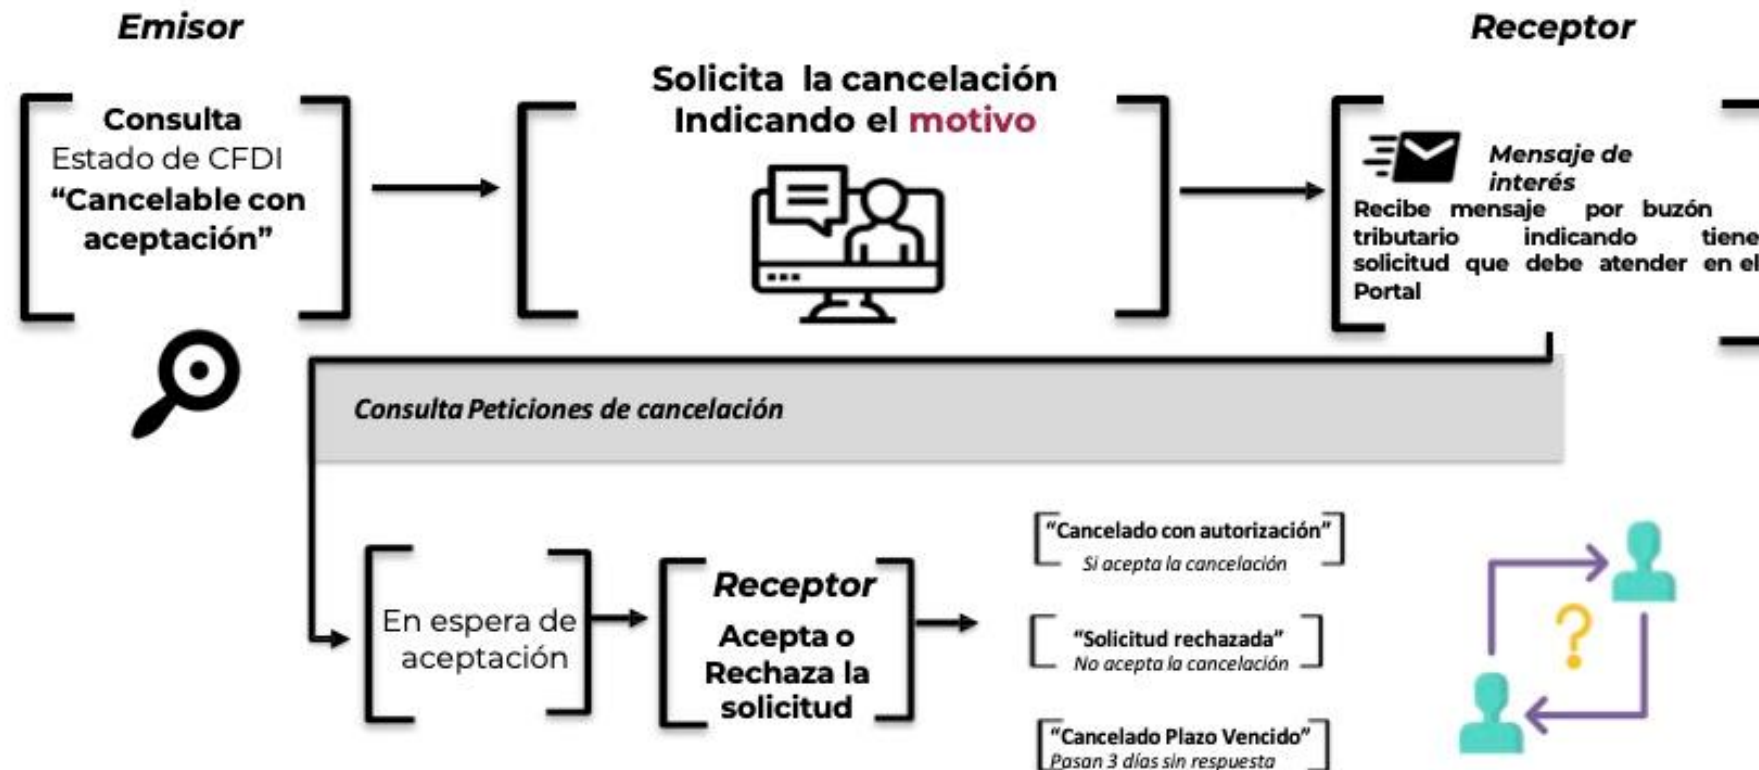 Emisor
Receptor
Consulta
Estado de CFDI
“Cancelable con
aceptación”
Solicita la cancelación
Indicando el motivo
Mensaje de
interés
Recibe mensaje por buzón
tributario indicando tiene
solicitud que debe atender en el
Portal
Consulta Peticiones de cancelación
En espera de
aceptación
Receptor
Acepta o
Rechaza la
solicitud
“Cancelado con autorización”
Si acepta la cancelación
“Solicitud rechazada”
No acepta la cancelación
“Cancelado Plazo Vencido”
Pasan 3 días sin respuesta
?